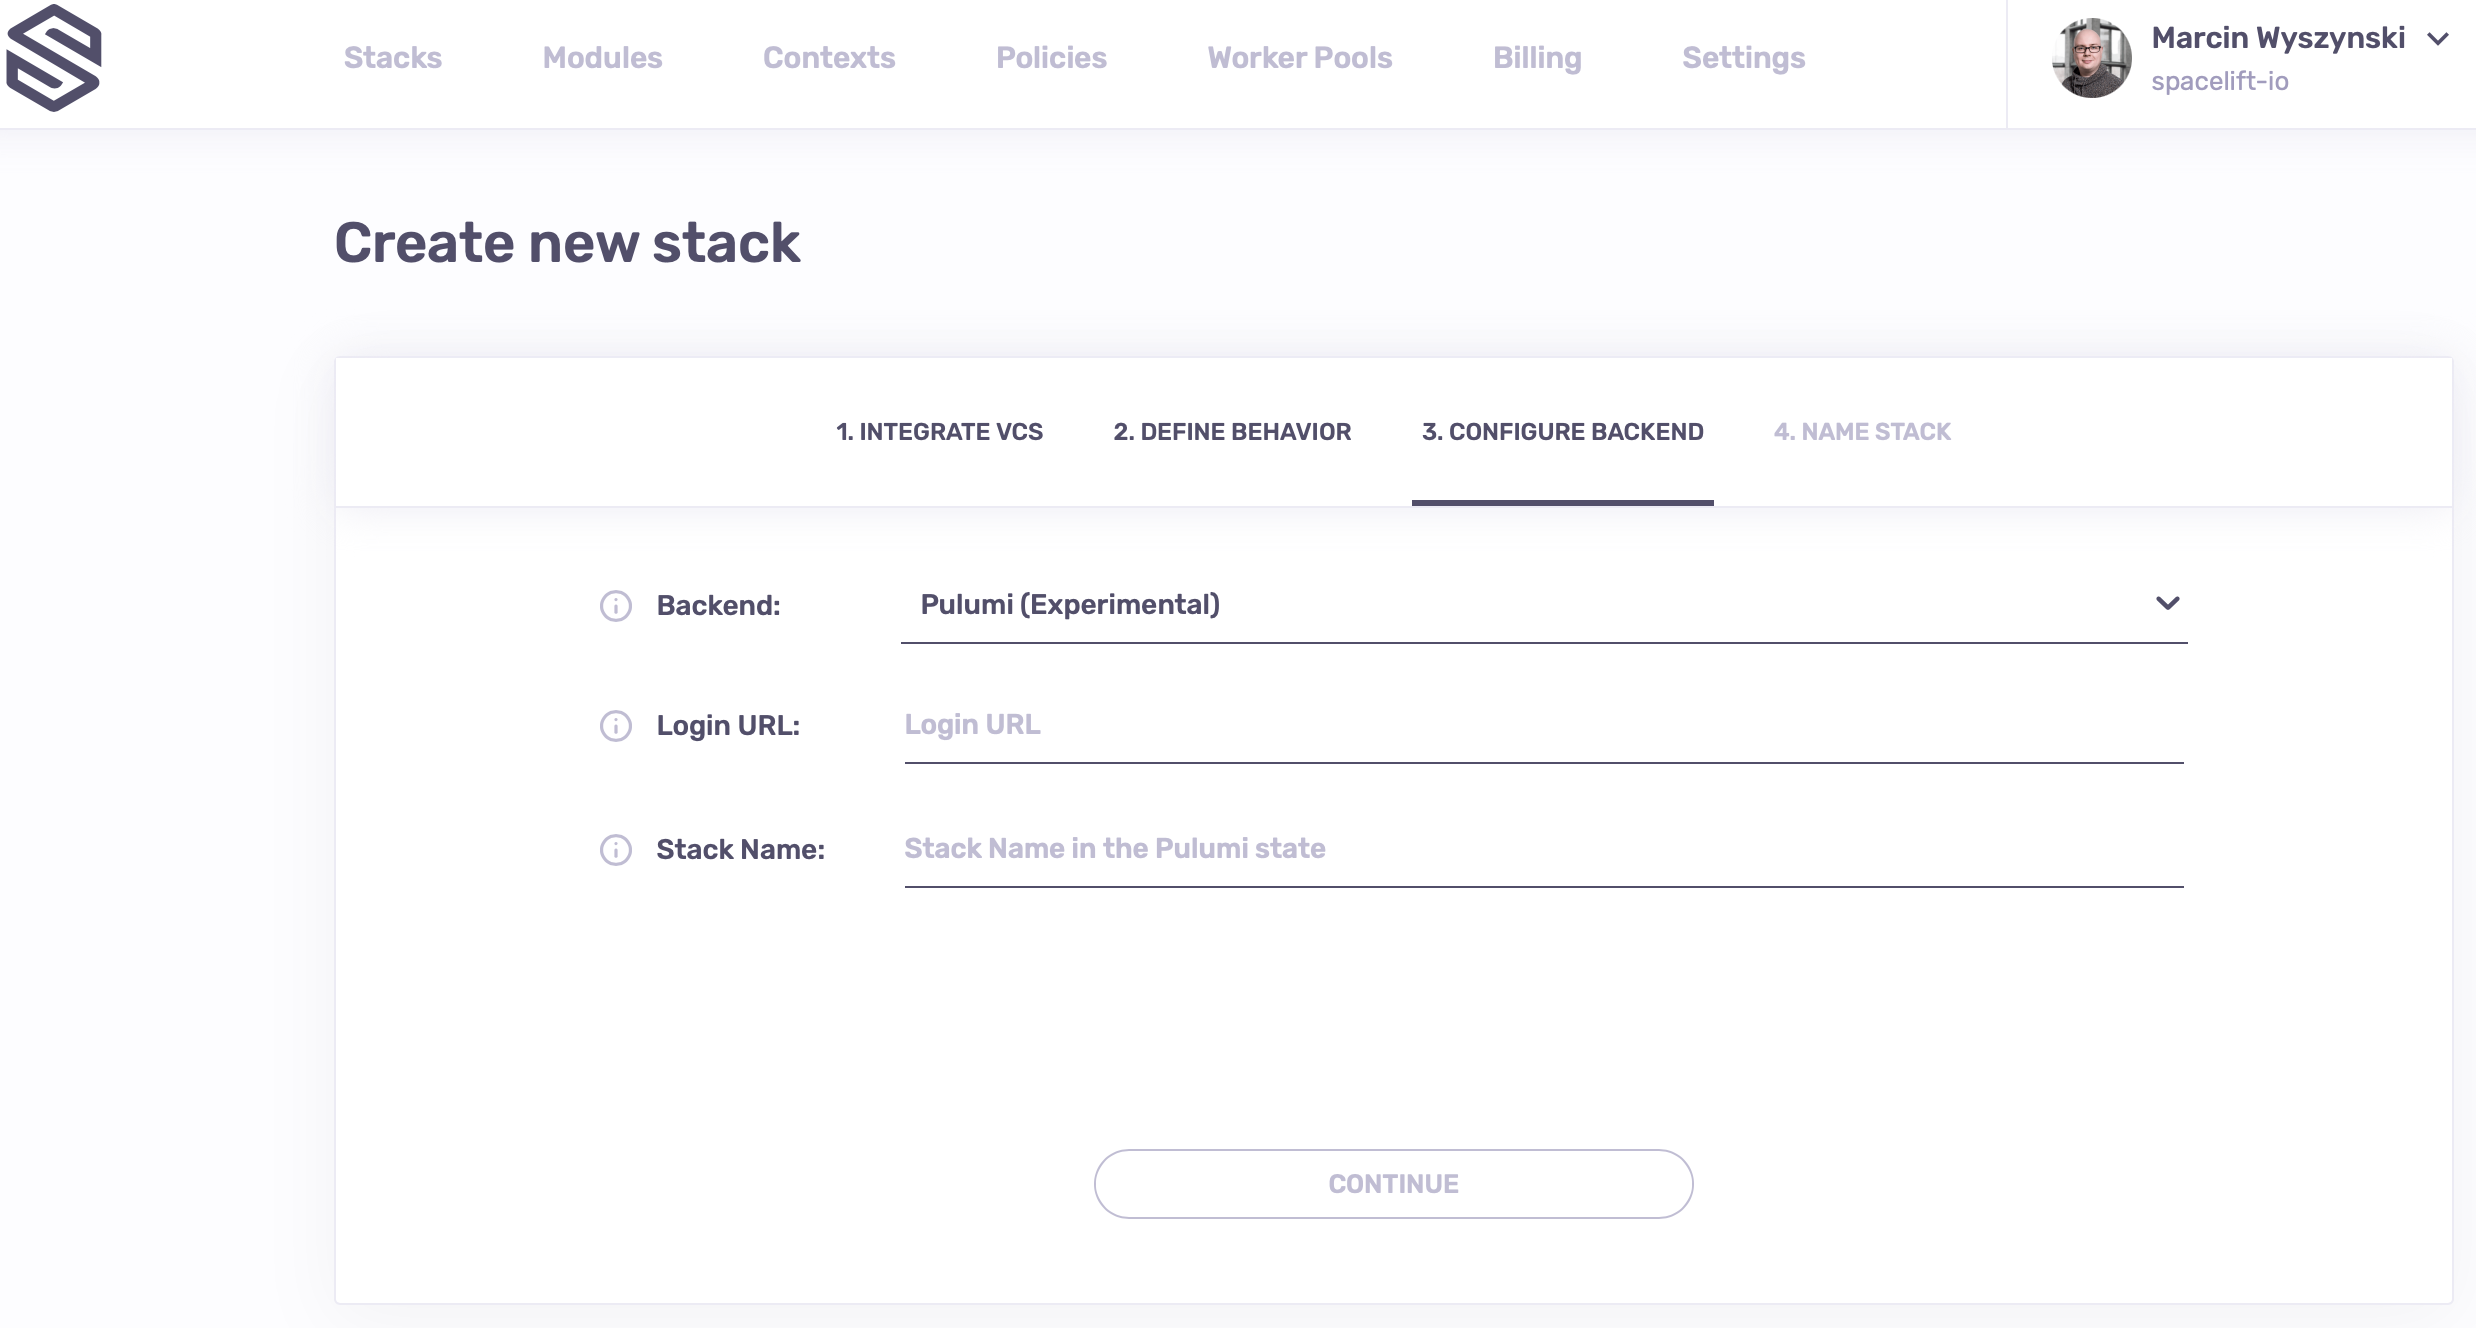 Stacks Modules Contexts Policies Worker Pools Billing Settings
Marcin Wyszynski
spacelift-io
Create new stack
1. INTEGRATE VCS 2. DEFINE BEHAVIOR 3. CONFIGURE BACKEND 4. NAME STACK
Backend: Pulumi (Experimental)
Login URL: Login URL
Stack Name: Stack Name in the Pulumi state
CONTINUE